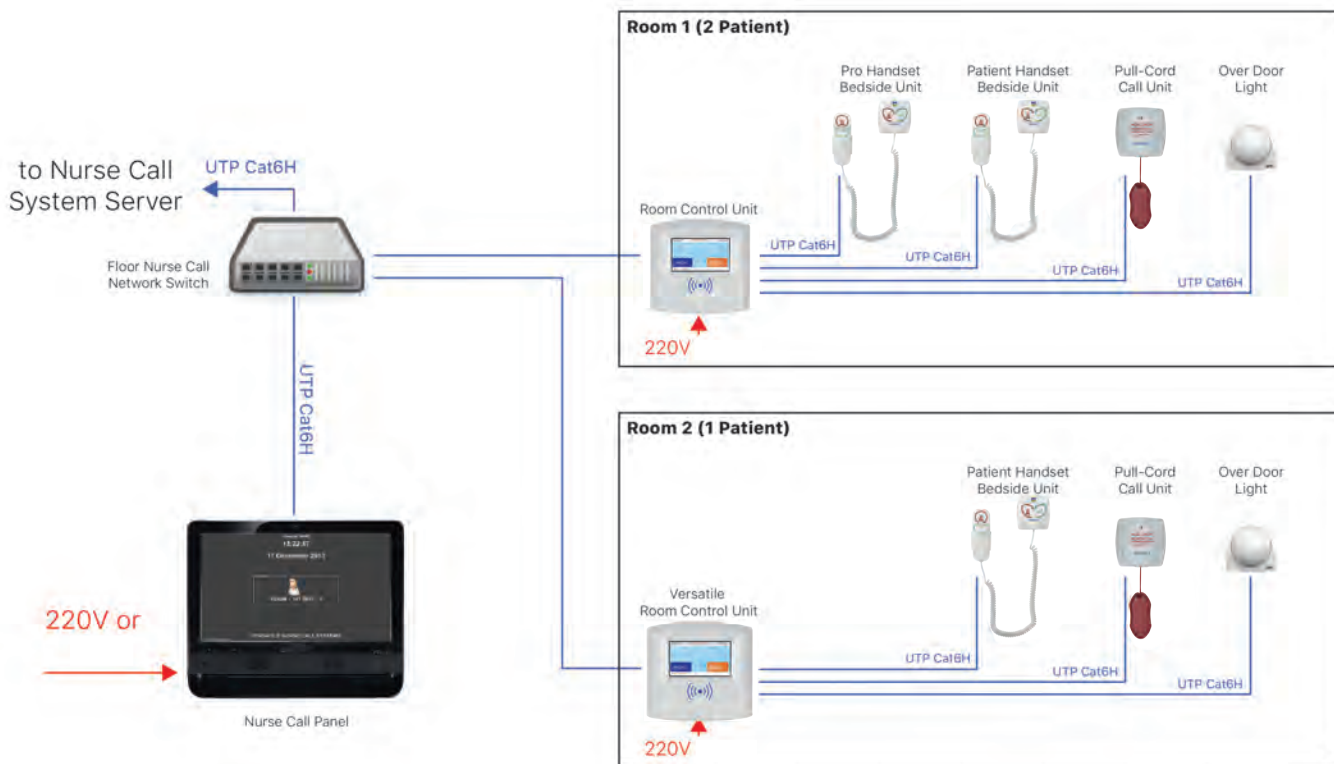 Room 1 (2 Patient)
Pro Handset
Bedside Unit
Patient Handset
Bedside Unit
Pull-Cord
Call Unit
Over Door
Light
to Nurse Call
System Server
UTP Cat6H
Room Control Unit
Floor Nurse Call
Network Switch
UTP Cat6H
UTP Cat6H
UTP Cat6H
UTP Cat6H
220V
UTP Cat6H
Room 2 (1 Patient)
Patient Handset
Bedside Unit
Pull-Cord
Call Unit
Over Door
Light
Versatile
Room Control Unit
220V or
UTP Cat6H
UTP Cat6H
UTP Cat6H
Nurse Call Panel
220V